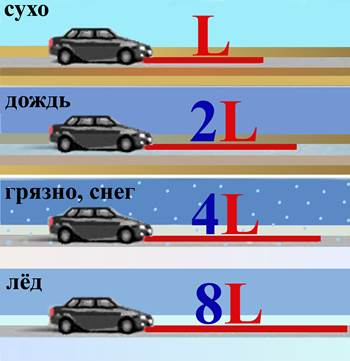 сухо
L
дождь
2L
грязно, снег
4L
лёд
8L